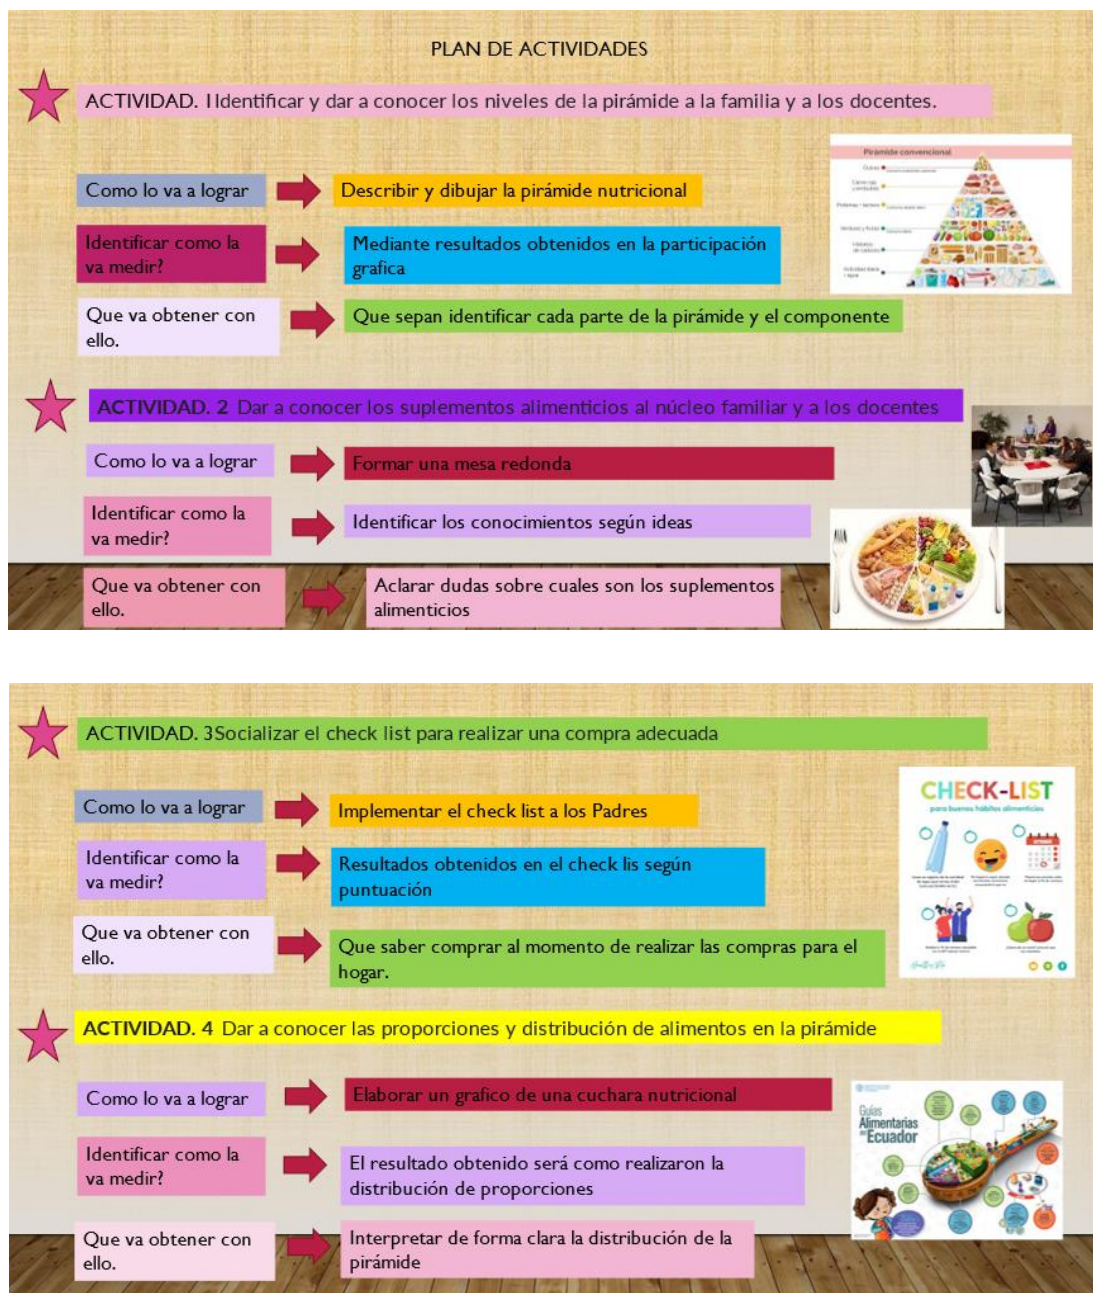 PLAN DE ACTIVIDADES
ACTIVIDAD. 1Identificar y dar a conocer los niveles de la pirámide a la familia y a los docentes.
Pirámide convencional
Como lo va a lograr
Describir y dibujar la pirámide nutricional
Identificar como la
va medir?
Mediante resultados obtenidos en la participación
grafica
Que va obtener con
ello.
Que sepan identificar cada parte de la pirámide y el componente
ACTIVIDAD. 2 Dar a conocer los suplementos alimenticios al núcleo familiar y a los docentes
Como lo va a lograr
Formar una mesa redonda
Identificar como la
va medir?
Identificar los conocimientos según ideas
Que va obtener con
ello.
Aclarar dudas sobre cuales son los suplementos
alimenticios
ACTIVIDAD. 3Socializar el check list para realizar una compra adecuada
CHECK-LIST
para buenos hábitos alimenticios
Como lo va a lograr
Implementar el check list a los Padres
Identificar como la
va medir?
Resultados obtenidos en el check lis según
puntuación
Que va obtener con
ello.
Que saber comprar al momento de realizar las compras para el
hogar.
ACTIVIDAD. 4 Dar a conocer las proporciones y distribución de alimentos en la pirámide
Como lo va a lograr
Elaborar un grafico de una cuchara nutricional
Guías
Alimentarias
del Ecuador
Identificar como la
va medir?
El resultado obtenido será como realizaron la
distribución de proporciones
Que va obtener con
ello.
Interpretar de forma clara la distribución de la
pirámide